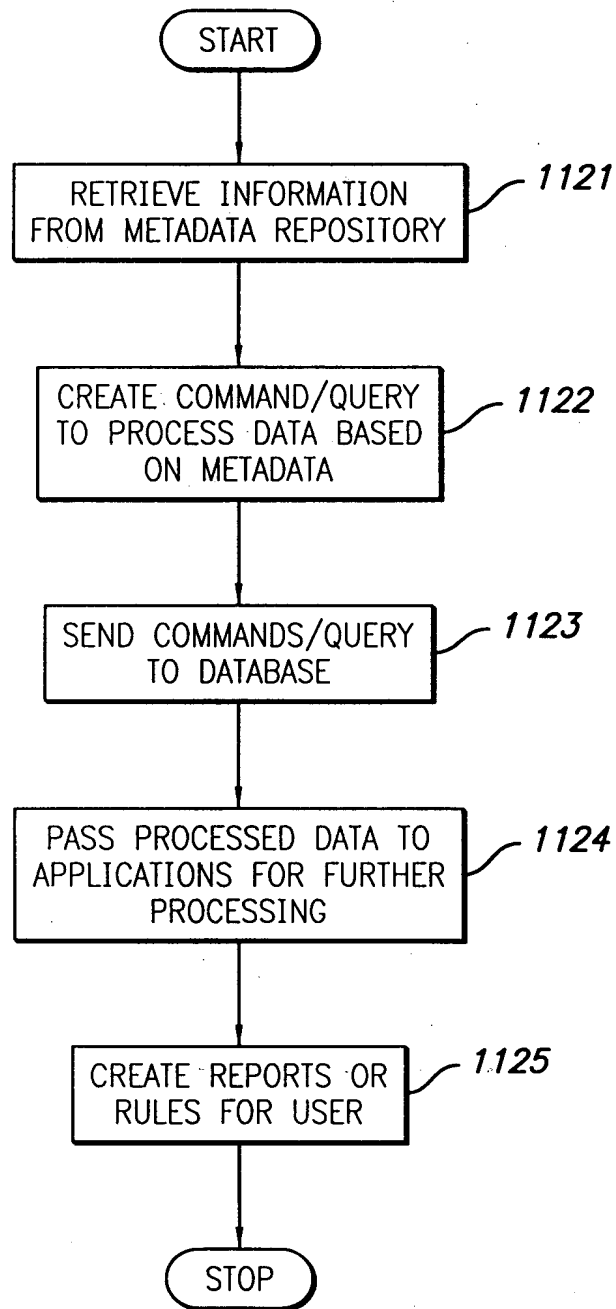 START
RETRIEVE INFORMATION
FROM METADATA REPOSITORY
1121
CREATE COMMAND/QUERY
TO PROCESS DATA BASED
ON METADATA
1122
SEND COMMANDS/QUERY
TO DATABASE
1123
PASS PROCESSED DATA TO
APPLICATIONS FOR FURTHER
PROCESSING
1124
CREATE REPORTS OR
RULES FOR USER
1125
STOP